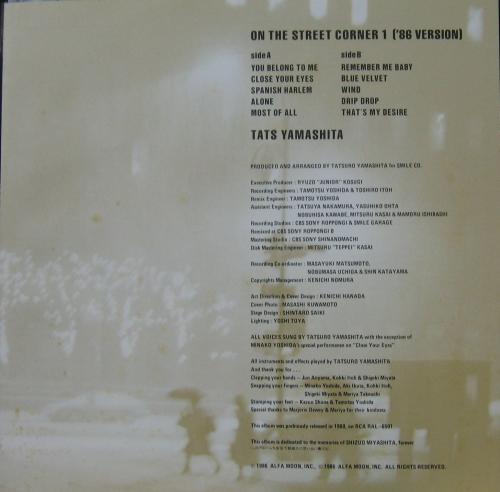 ON THE STREET CORNER 1 ('86 VERSION)
side A
YOU BELONG TO ME
CLOSE YOUR EYES
SPANISH HARLEM
ALONE
MOST OF ALL
side B
REMEMBER ME BABY
BLUE VELVET
WIND
DRIP DROP
THAT'S MY DESIRE
TATS YAMASHITA
PRODUCED AND ARRANGED BY TATSURO YAMASHITA for SMILE CO.
Executive Producer : RYUZO "JUNIOR" KOSUGI
Recording Engineers : TAMOTSU YOSHIDA & TOSHIRO ITOH
Remix Engineer : TAMOTSU YOSHIDA
Assistant Engineers : TATSUYA NAKAMURA, YASUHIKO OHTA
NOBUHISA KAWABE, MITSURU KASAI & MAMORU ISHIBASHI
Recording Studios : CBS SONY ROPPONGI & SMILE GARAGE
Remixed at CBS SONY ROPPONGI B
Mastering Studio : CBS SONY SHINANOMACHI
Disk Mastering Engineer : MITSURU "TEPPEI" KASAI
Recording Co-ordinator : MASAYUKI MATSUMOTO,
NOBUMASA UCHIDA & SHIN KATAYAMA
Copyrights Management : KENICHI NOMURA
Art Direction & Cover Design : KENICHI HANADA
Cover Photo : MASASHI KUWAMOTO
Stage Design : SHINTARO SAIKI
Lighting : YOSHI TOYA
ALL VOICES SUNG BY TATSURO YAMASHITA with the exception of
MINAKO YOSHIDA's special performance on "Close Your Eyes"
All instruments and effects played by TATSURO YAMASHITA
And thank you for . . .
Clapping your hands — Jun Aoyama, Kohki Itoh & Shigeki Miyata
Snapping your fingers — Minako Yoshida, Aki Ikuta, Kohki Itoh,
Shigeki Miyata & Mariya Takeuchi
Stomping your feet — Kazuo Shiina & Tamotsu Yoshida
Special thanks to Marjorie Dewey & Mariya for their kindness
This album was previously released in 1980, on RCA RAL-8501
This album is dedicated to the memories of SHIZUO MIYASHITA, forever
© 1986 ALFA MOON, INC., ℗ 1986 ALFA MOON, INC. ALL RIGHTS RESERVED.